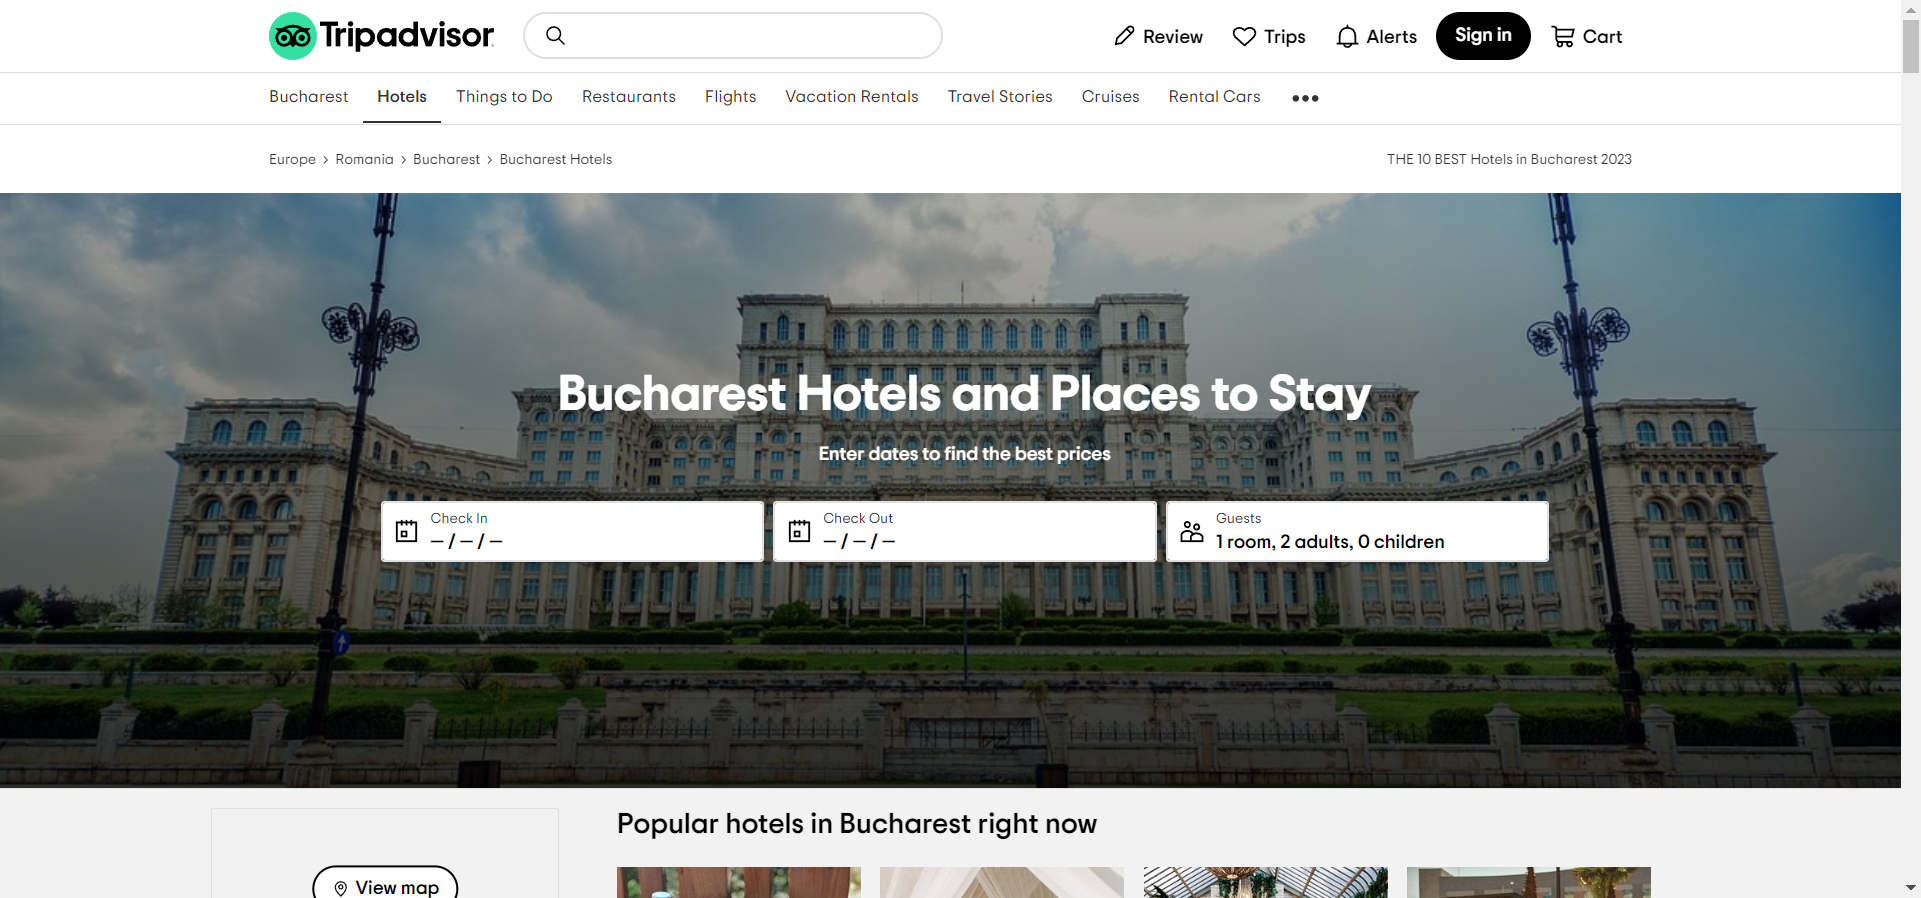 Tripadvisor
Review
Trips
Alerts
Sign in
Cart
Bucharest
Hotels
Things to Do
Restaurants
Flights
Vacation Rentals
Travel Stories
Cruises
Rental Cars
Europe › Romania › Bucharest › Bucharest Hotels
THE 10 BEST Hotels in Bucharest 2023
Bucharest Hotels and Places to Stay
Enter dates to find the best prices
Check In
– / – / –
Check Out
– / – / –
Guests
1 room, 2 adults, 0 children
View map
Popular hotels in Bucharest right now